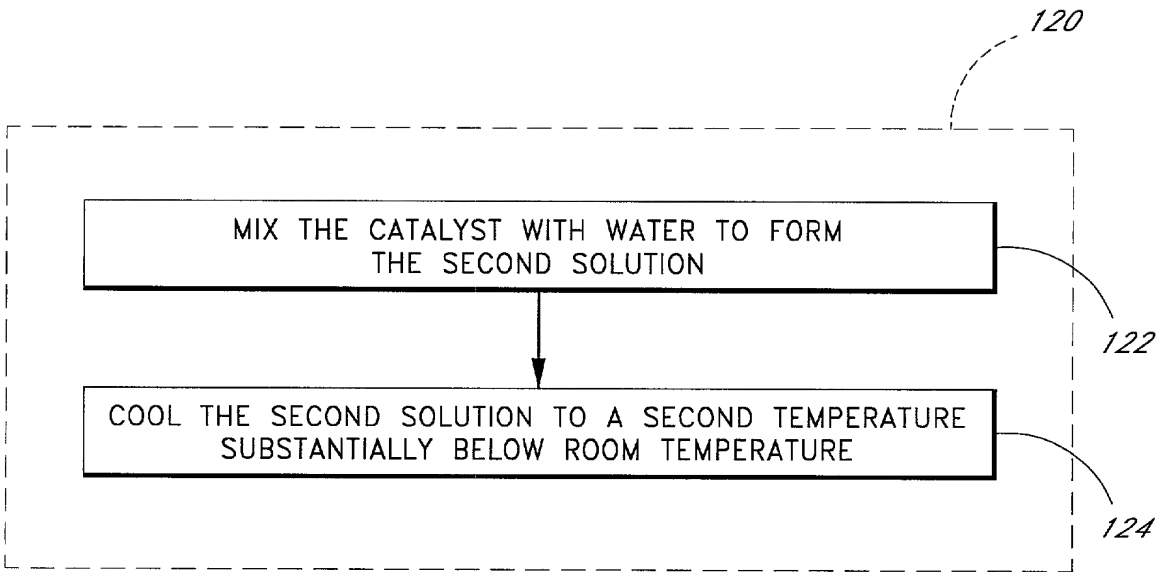 120
MIX THE CATALYST WITH WATER TO FORM
THE SECOND SOLUTION
122
COOL THE SECOND SOLUTION TO A SECOND TEMPERATURE
SUBSTANTIALLY BELOW ROOM TEMPERATURE
124